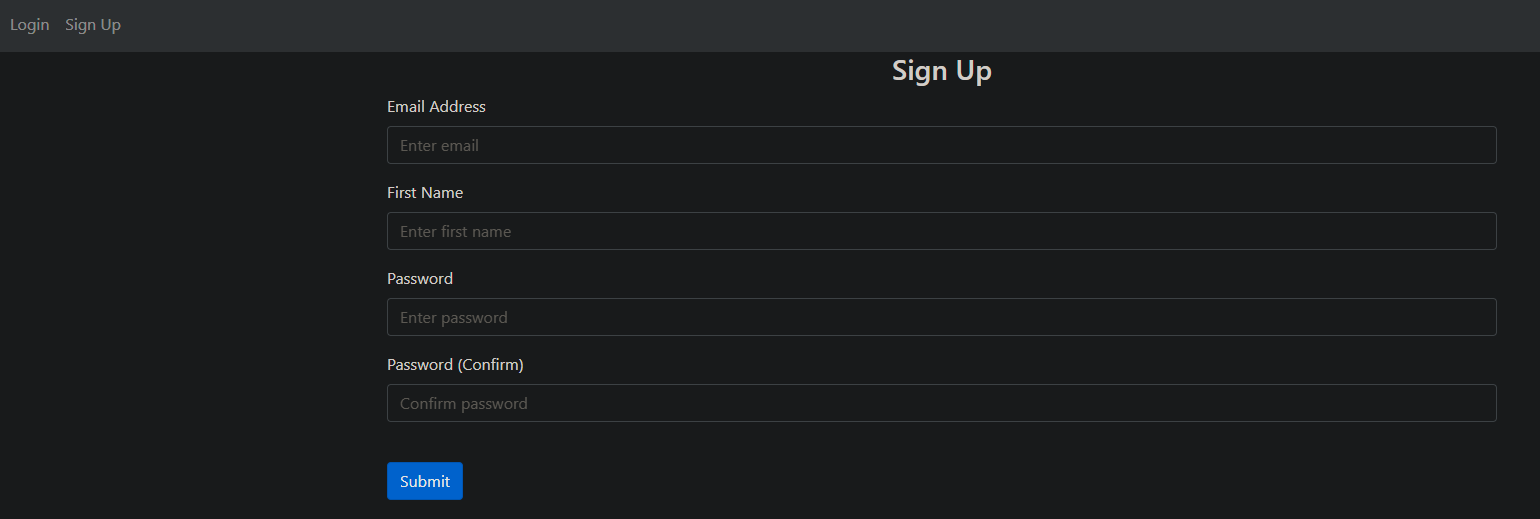 Login Sign Up
Sign Up
Email Address
Enter email
First Name
Enter first name
Password
Enter password
Password (Confirm)
Confirm password
Submit